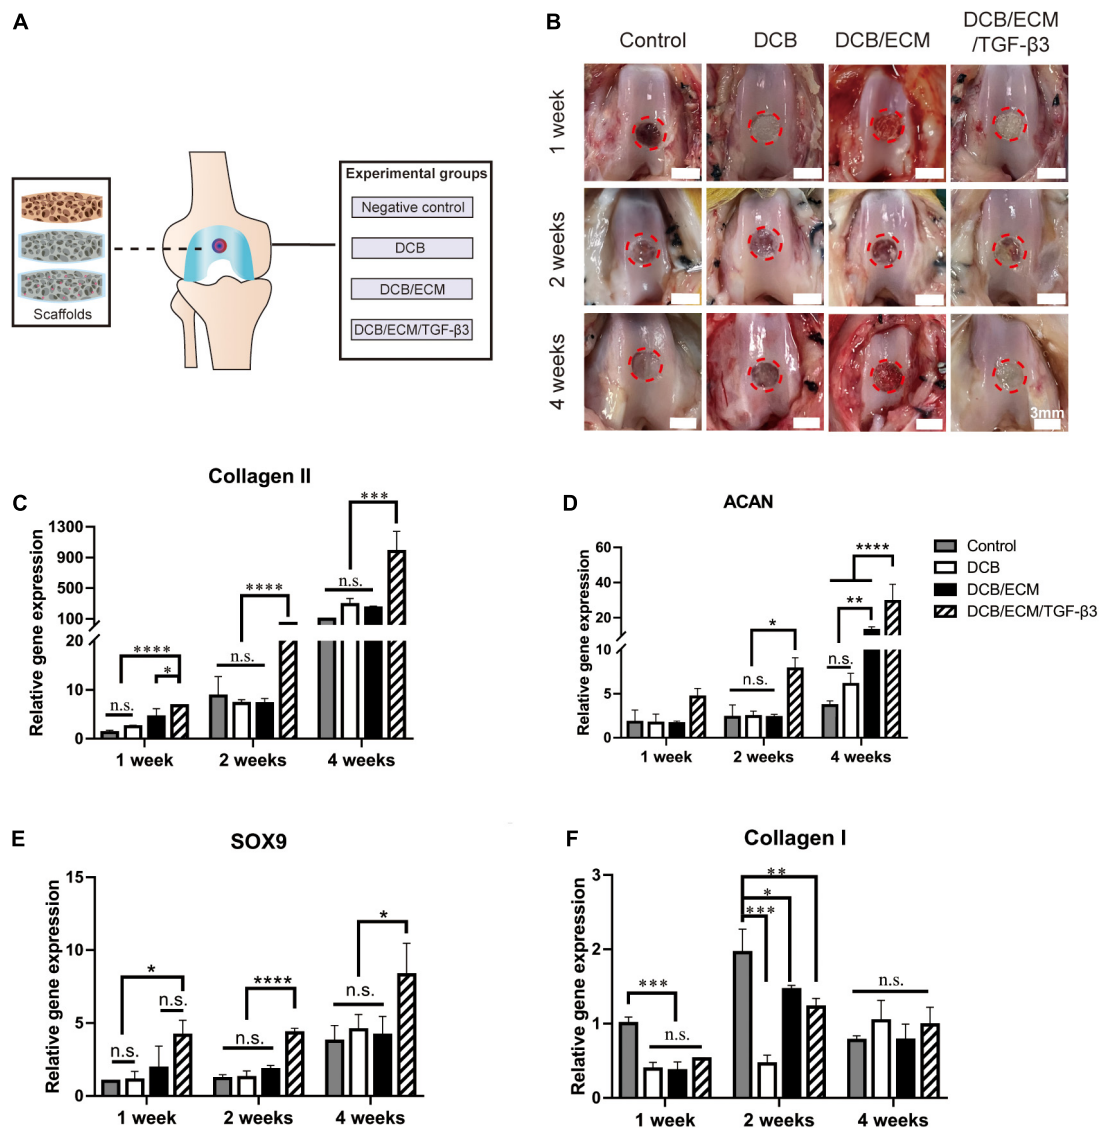 A
Scaffolds
Experimental groups
Negative control
DCB
DCB/ECM
DCB/ECM/TGF-β3
B
Control
DCB
DCB/ECM
DCB/ECM
/TGF-β3
1 week
2 weeks
4 weeks
3mm
C
Collagen II
Relative gene expression
1300
900
500
100
20
10
0
n.s.
****
*
n.s.
****
n.s.
***
1 week
2 weeks
4 weeks
D
ACAN
Relative gene expression
60
40
20
10
5
0
n.s.
*
n.s.
**
****
1 week
2 weeks
4 weeks
Control
DCB
DCB/ECM
DCB/ECM/TGF-β3
E
SOX9
Relative gene expression
15
10
5
0
n.s.
*
n.s.
n.s.
****
n.s.
*
1 week
2 weeks
4 weeks
F
Collagen I
Relative gene expression
3
2
1
0
***
n.s.
**
*
***
n.s.
1 week
2 weeks
4 weeks